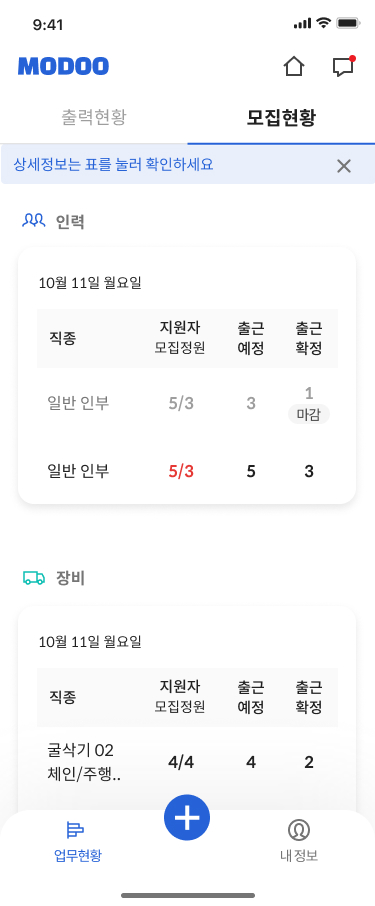 9:41
MODOO
출력현황 모집현황
상세정보는 표를 눌러 확인하세요
인력
10월 11일 월요일
직종 지원자 모집정원 출근 예정 출근 확정
일반 인부 5/3 3 1 마감
일반 인부 5/3 5 3
장비
10월 11일 월요일
직종 지원자 모집정원 출근 예정 출근 확정
굴삭기 02 체인/주행.. 4/4 4 2
업무현황 내 정보